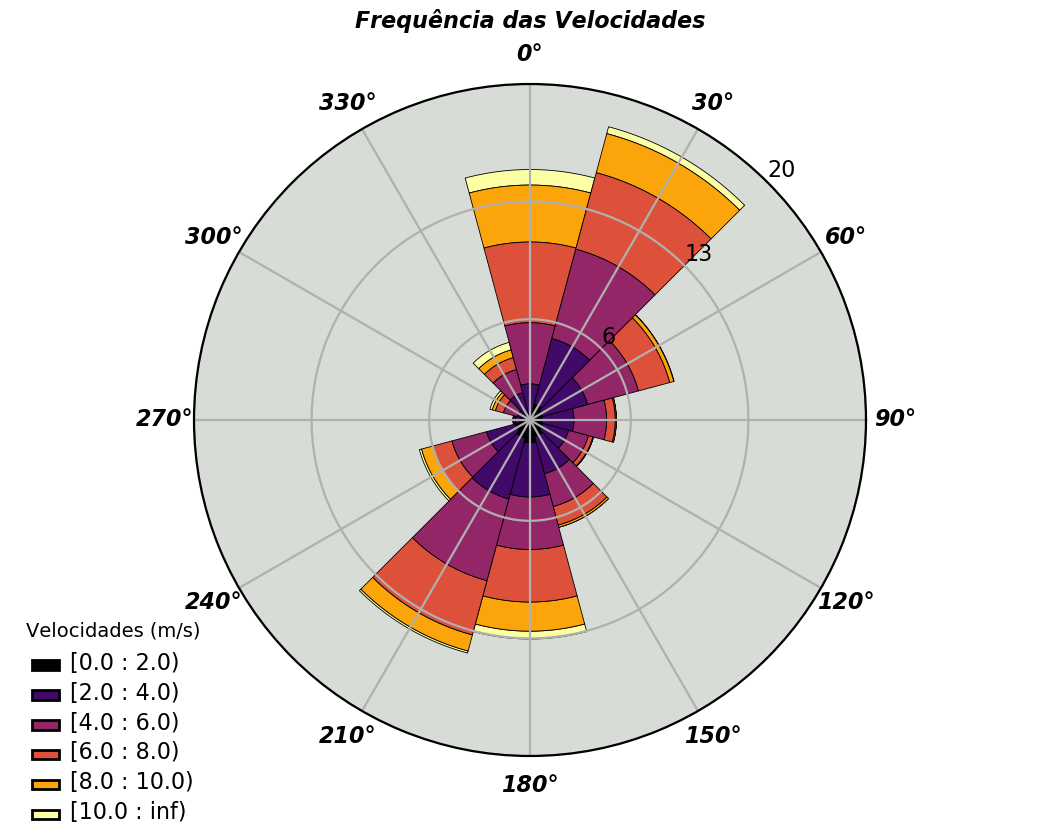 Frequência das Velocidades
0°
330°
30°
20
300°
60°
13
6
270°
90°
240°
120°
210°
150°
180°
Velocidades (m/s)
[0.0 : 2.0)
[2.0 : 4.0)
[4.0 : 6.0)
[6.0 : 8.0)
[8.0 : 10.0)
[10.0 : inf)